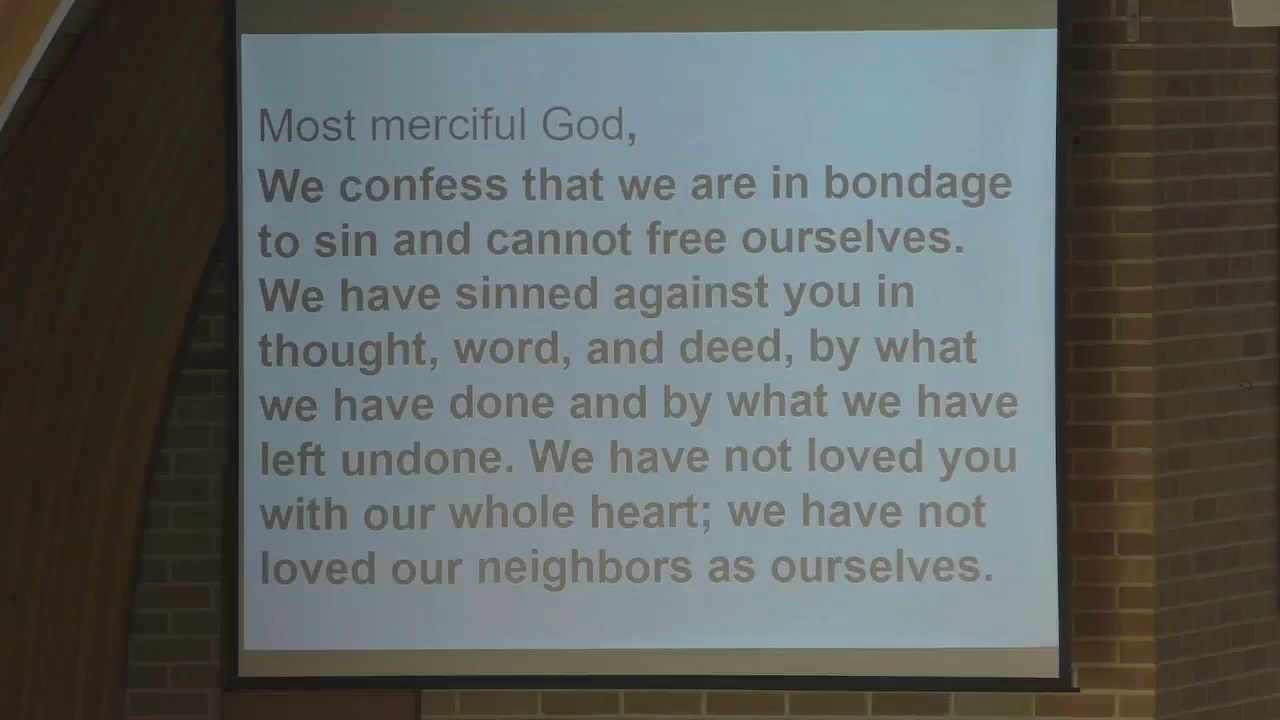 Most merciful God,
We confess that we are in bondage
to sin and cannot free ourselves.
We have sinned against you in
thought, word, and deed, by what
we have done and by what we have
left undone. We have not loved you
with our whole heart; we have not
loved our neighbors as ourselves.